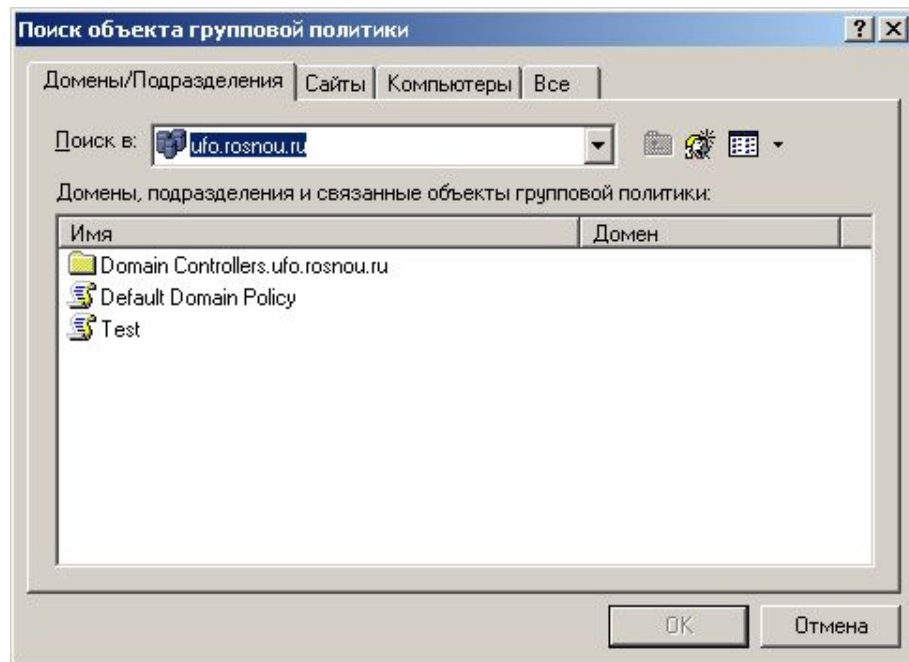 Поиск объекта групповой политики
Домены/Подразделения Сайты Компьютеры Все
Поиск в: ufo.rosnou.ru
Домены, подразделения и связанные объекты групповой политики:
Имя Домен
Domain Controllers.ufo.rosnou.ru
Default Domain Policy
Test
OK Отмена